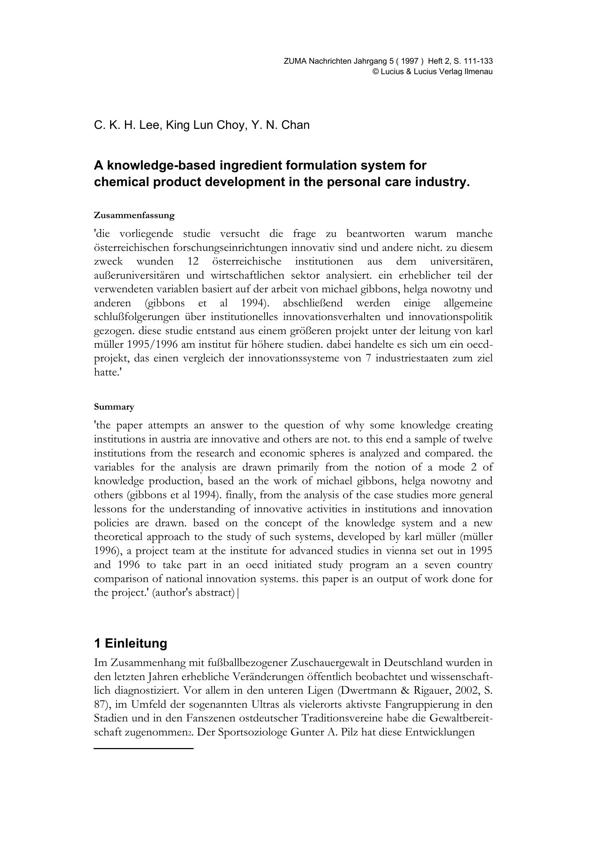 ZUMA Nachrichten Jahrgang 5 ( 1997 )  Heft 2, S. 111-133
© Lucius & Lucius Verlag Ilmenau
C. K. H. Lee, King Lun Choy, Y. N. Chan
A knowledge-based ingredient formulation system for
chemical product development in the personal care industry.
Zusammenfassung
'die vorliegende studie versucht die frage zu beantworten warum manche
österreichischen forschungseinrichtungen innovativ sind und andere nicht. zu diesem
zweck wunden 12 österreichische institutionen aus dem universitären,
außeruniversitären und wirtschaftlichen sektor analysiert. ein erheblicher teil der
verwendeten variablen basiert auf der arbeit von michael gibbons, helga nowotny und
anderen (gibbons et al 1994). abschließend werden einige allgemeine
schlußfolgerungen über institutionelles innovationsverhalten und innovationspolitik
gezogen. diese studie entstand aus einem größeren projekt unter der leitung von karl
müller 1995/1996 am institut für höhere studien. dabei handelte es sich um ein oecd-
projekt, das einen vergleich der innovationssysteme von 7 industriestaaten zum ziel
hatte.'
Summary
'the paper attempts an answer to the question of why some knowledge creating
institutions in austria are innovative and others are not. to this end a sample of twelve
institutions from the research and economic spheres is analyzed and compared. the
variables for the analysis are drawn primarily from the notion of a mode 2 of
knowledge production, based an the work of michael gibbons, helga nowotny and
others (gibbons et al 1994). finally, from the analysis of the case studies more general
lessons for the understanding of innovative activities in institutions and innovation
policies are drawn. based on the concept of the knowledge system and a new
theoretical approach to the study of such systems, developed by karl müller (müller
1996), a project team at the institute for advanced studies in vienna set out in 1995
and 1996 to take part in an oecd initiated study program an a seven country
comparison of national innovation systems. this paper is an output of work done for
the project.' (author's abstract)|
1 Einleitung
Im Zusammenhang mit fußballbezogener Zuschauergewalt in Deutschland wurden in
den letzten Jahren erhebliche Veränderungen öffentlich beobachtet und wissenschaft-
lich diagnostiziert. Vor allem in den unteren Ligen (Dwertmann & Rigauer, 2002, S.
87), im Umfeld der sogenannten Ultras als vielerorts aktivste Fangruppierung in den
Stadien und in den Fanszenen ostdeutscher Traditionsvereine habe die Gewaltbereit-
schaft zugenommen2. Der Sportsoziologe Gunter A. Pilz hat diese Entwicklungen